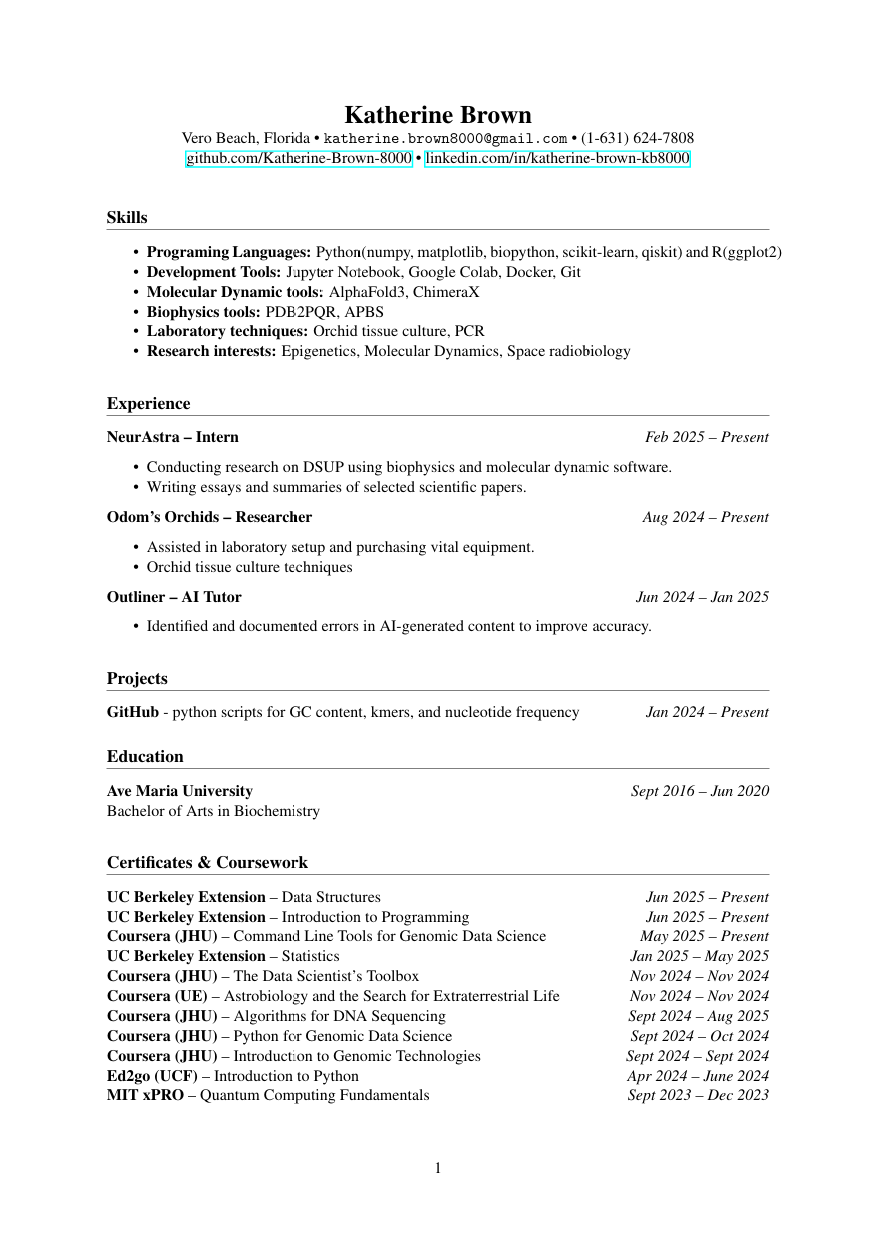 Katherine Brown
Vero Beach, Florida • katherine.brown8000@gmail.com • (1-631) 624-7808
github.com/Katherine-Brown-8000 • linkedin.com/in/katherine-brown-kb8000
Skills
• Programing Languages: Python(numpy, matplotlib, biopython, scikit-learn, qiskit) and R(ggplot2)
• Development Tools: Jupyter Notebook, Google Colab, Docker, Git
• Molecular Dynamic tools: AlphaFold3, ChimeraX
• Biophysics tools: PDB2PQR, APBS
• Laboratory techniques: Orchid tissue culture, PCR
• Research interests: Epigenetics, Molecular Dynamics, Space radiobiology
Experience
NeurAstra – Intern Feb 2025 – Present
• Conducting research on DSUP using biophysics and molecular dynamic software.
• Writing essays and summaries of selected scientific papers.
Odom's Orchids – Researcher Aug 2024 – Present
• Assisted in laboratory setup and purchasing vital equipment.
• Orchid tissue culture techniques
Outliner – AI Tutor Jun 2024 – Jan 2025
• Identified and documented errors in AI-generated content to improve accuracy.
Projects
GitHub - python scripts for GC content, kmers, and nucleotide frequency Jan 2024 – Present
Education
Ave Maria University Sept 2016 – Jun 2020
Bachelor of Arts in Biochemistry
Certificates & Coursework
UC Berkeley Extension – Data Structures Jun 2025 – Present
UC Berkeley Extension – Introduction to Programming Jun 2025 – Present
Coursera (JHU) – Command Line Tools for Genomic Data Science May 2025 – Present
UC Berkeley Extension – Statistics Jan 2025 – May 2025
Coursera (JHU) – The Data Scientist's Toolbox Nov 2024 – Nov 2024
Coursera (UE) – Astrobiology and the Search for Extraterrestrial Life Nov 2024 – Nov 2024
Coursera (JHU) – Algorithms for DNA Sequencing Sept 2024 – Aug 2025
Coursera (JHU) – Python for Genomic Data Science Sept 2024 – Oct 2024
Coursera (JHU) – Introduction to Genomic Technologies Sept 2024 – Sept 2024
Ed2go (UCF) – Introduction to Python Apr 2024 – June 2024
MIT xPRO – Quantum Computing Fundamentals Sept 2023 – Dec 2023
1